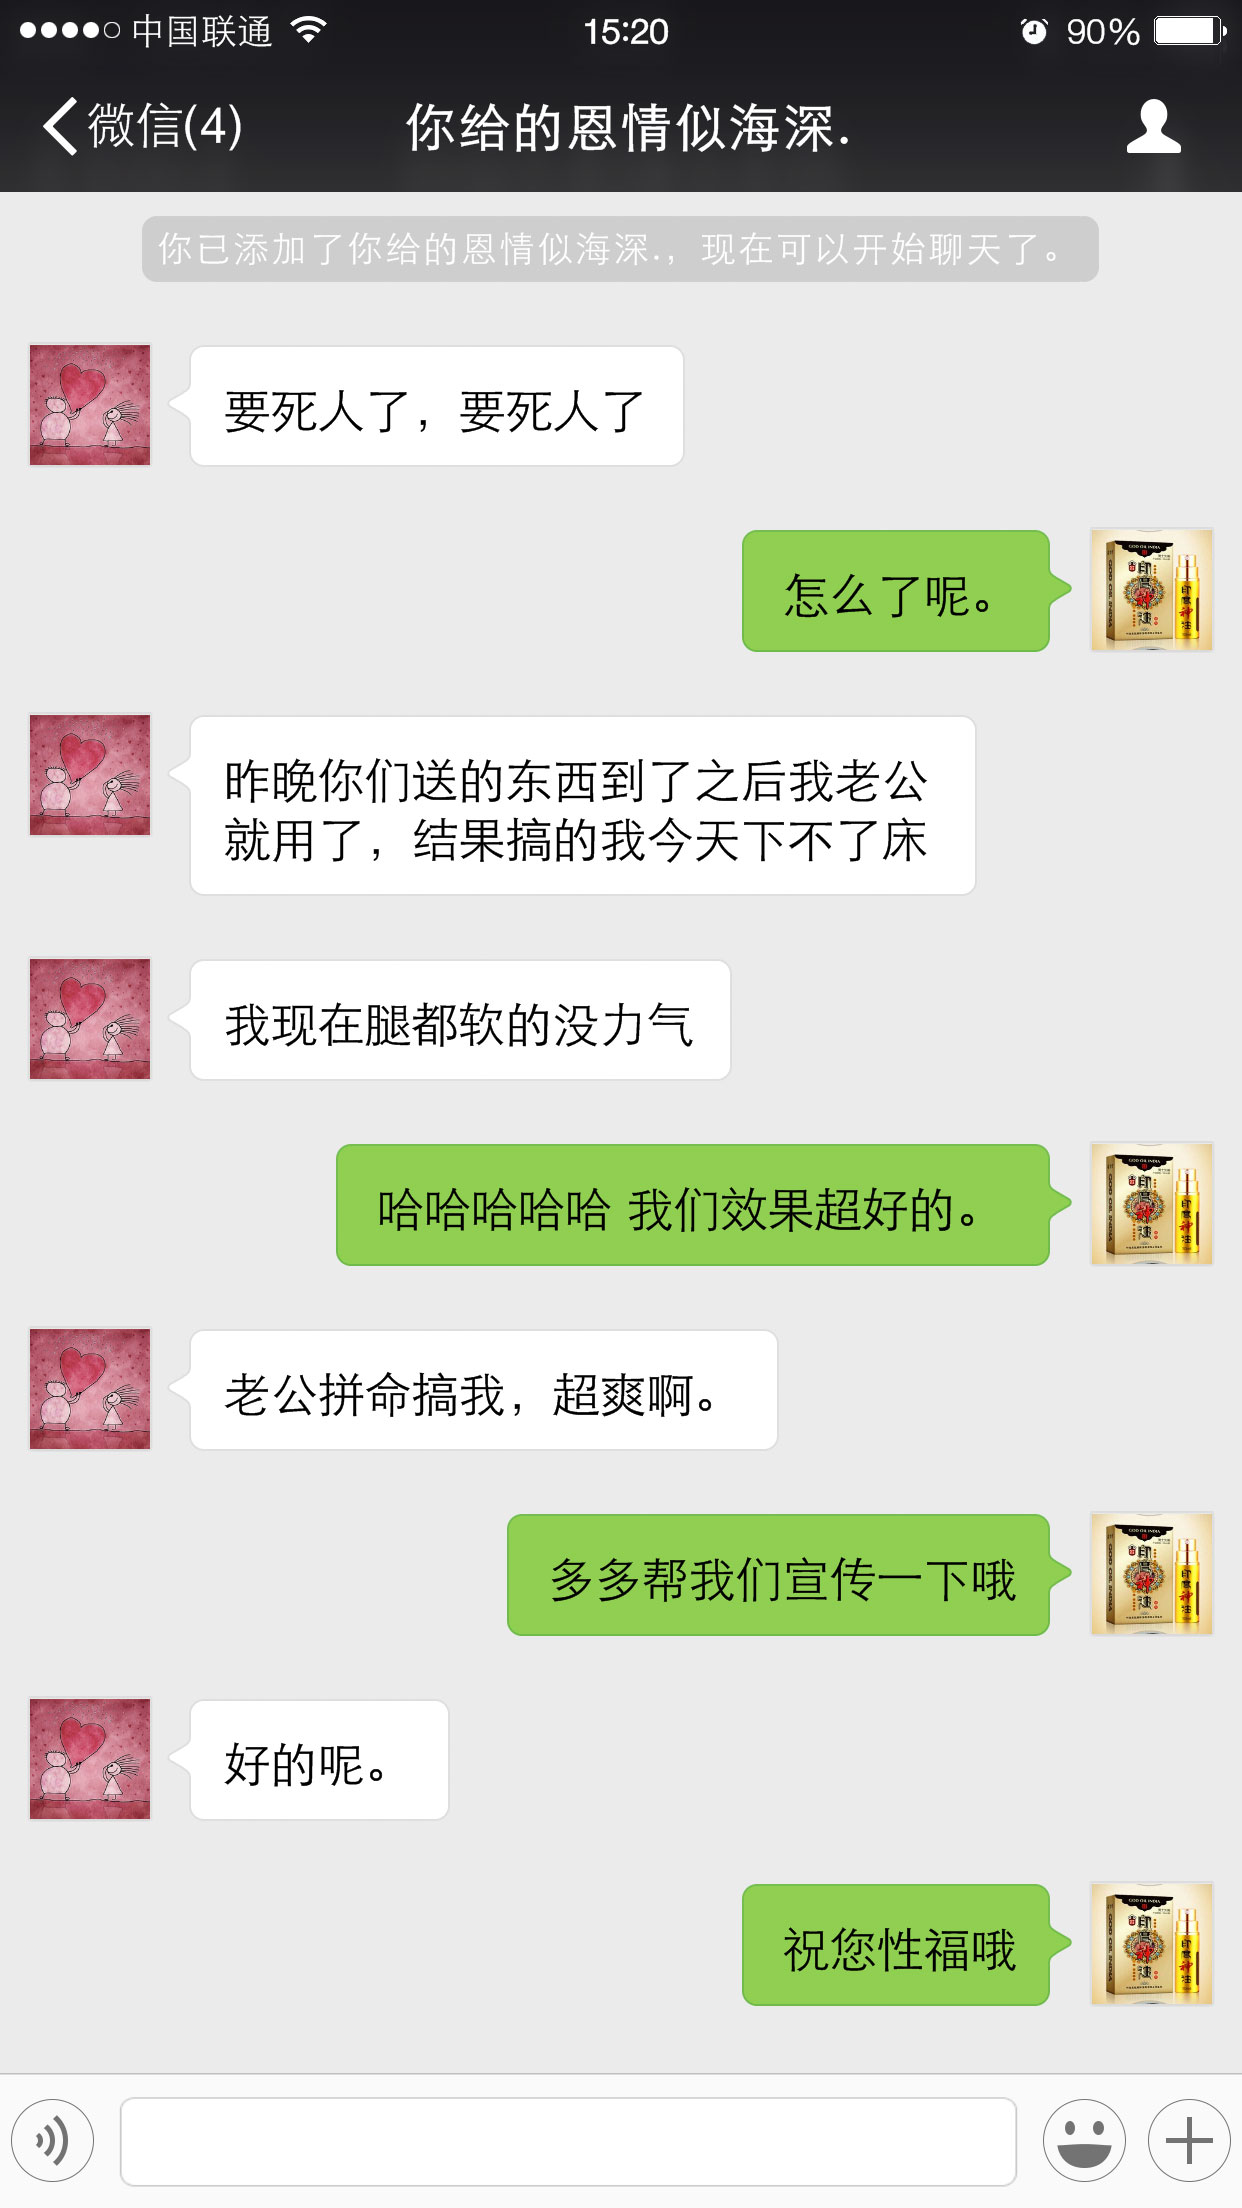 中国联通 15:20 90%
微信(4) 你给的恩情似海深.
你已添加了你给的恩情似海深.，现在可以开始聊天了。
要死人了，要死人了
怎么了呢。
昨晚你们送的东西到了之后我老公
就用了，结果搞的我今天下不了床
我现在腿都软的没力气
哈哈哈哈哈 我们效果超好的。
老公拼命搞我，超爽啊。
多多帮我们宣传一下哦
好的呢。
祝您性福哦